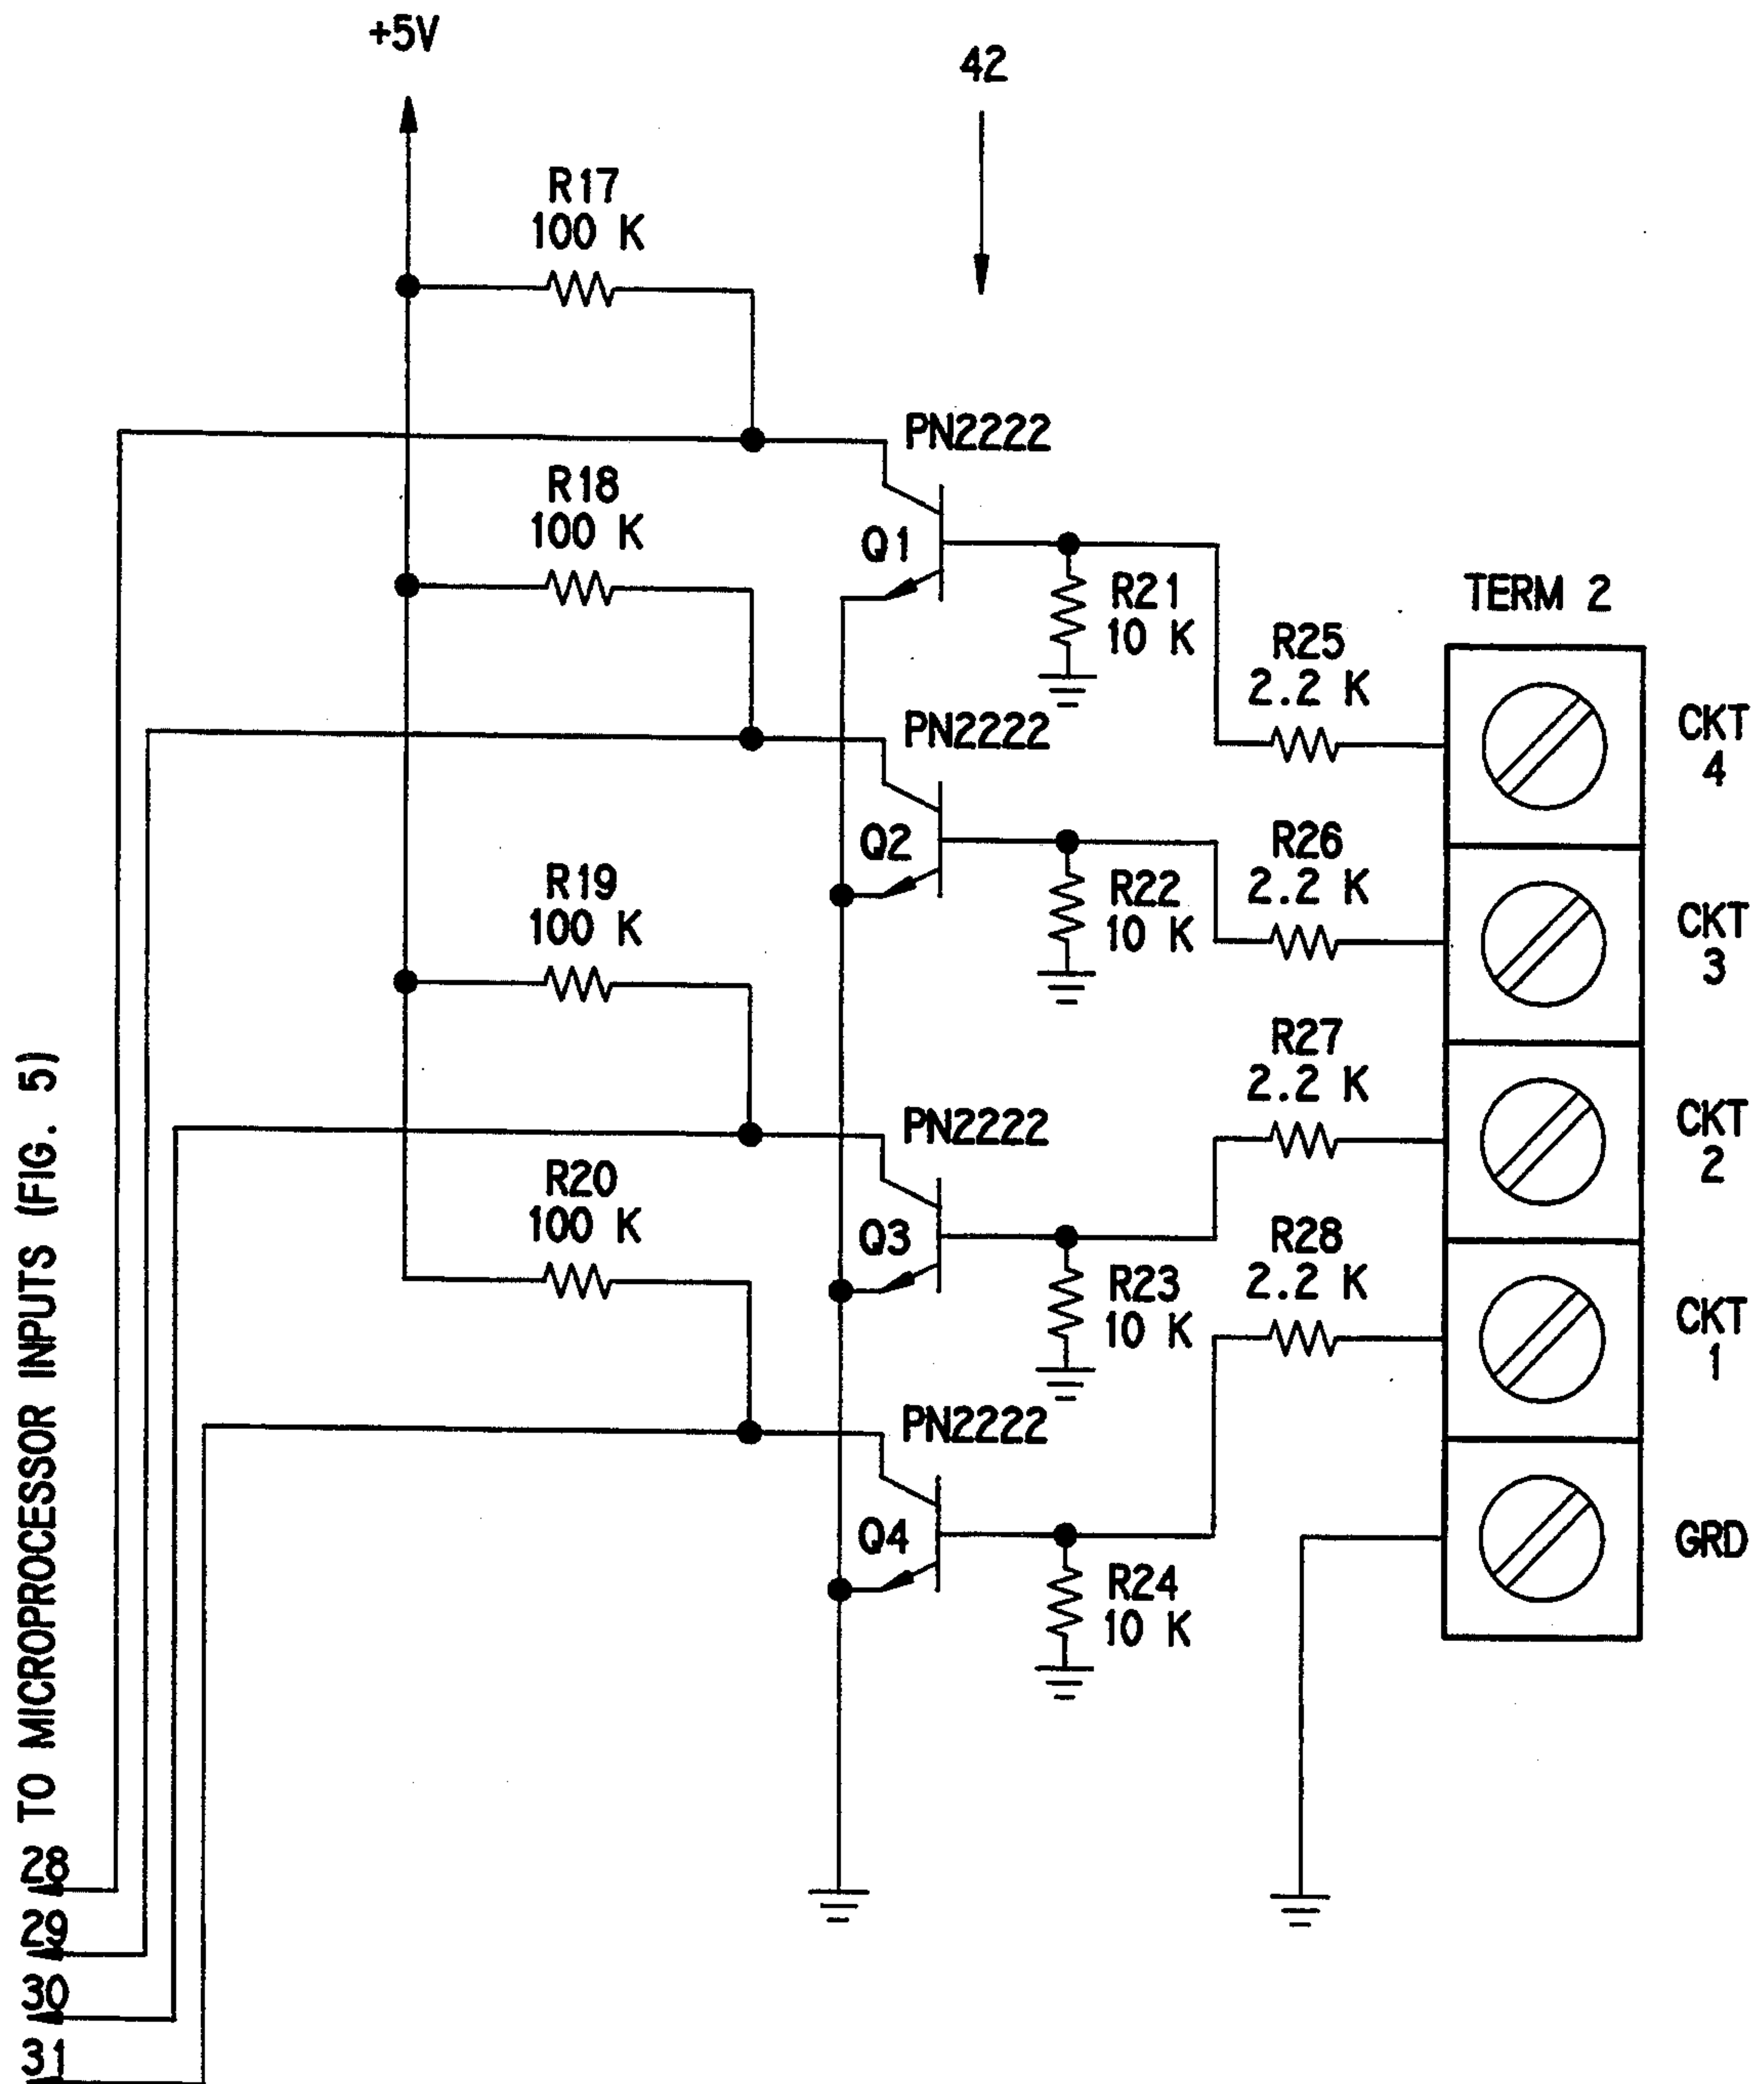 +5V
42
R17
100 K
PN2222
R18
100 K
Q1
R21
10 K
TERM 2
R25
2.2 K
CKT
4
PN2222
Q2
R22
10 K
R26
2.2 K
CKT
3
R19
100 K
R27
2.2 K
CKT
2
PN2222
R20
100 K
Q3
R23
10 K
R28
2.2 K
CKT
1
PN2222
Q4
R24
10 K
GRD
TO MICROPROCESSOR INPUTS (FIG. 5)
28
29
30
31